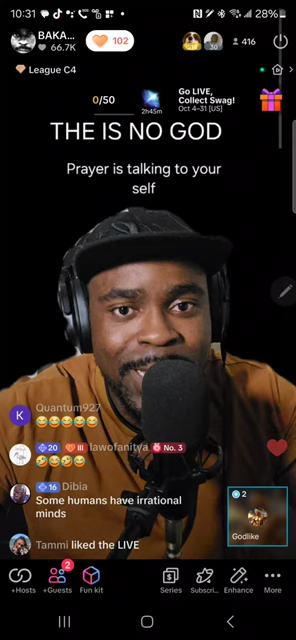 10:31
28%
BAKA...
66.7K
102
30
416
League C4
0/50
2h45m
Go LIVE,
Collect Swag!
Oct 4–31 [US]
THE IS NO GOD
Prayer is talking to your
self
K
Quantum927
20 III lawofanitya No. 3
16 Dibia
Some humans have irrational
minds
2
Godlike
Tammi liked the LIVE
2
+Hosts
+Guests
Fun kit
Series
Subscri...
Enhance
More